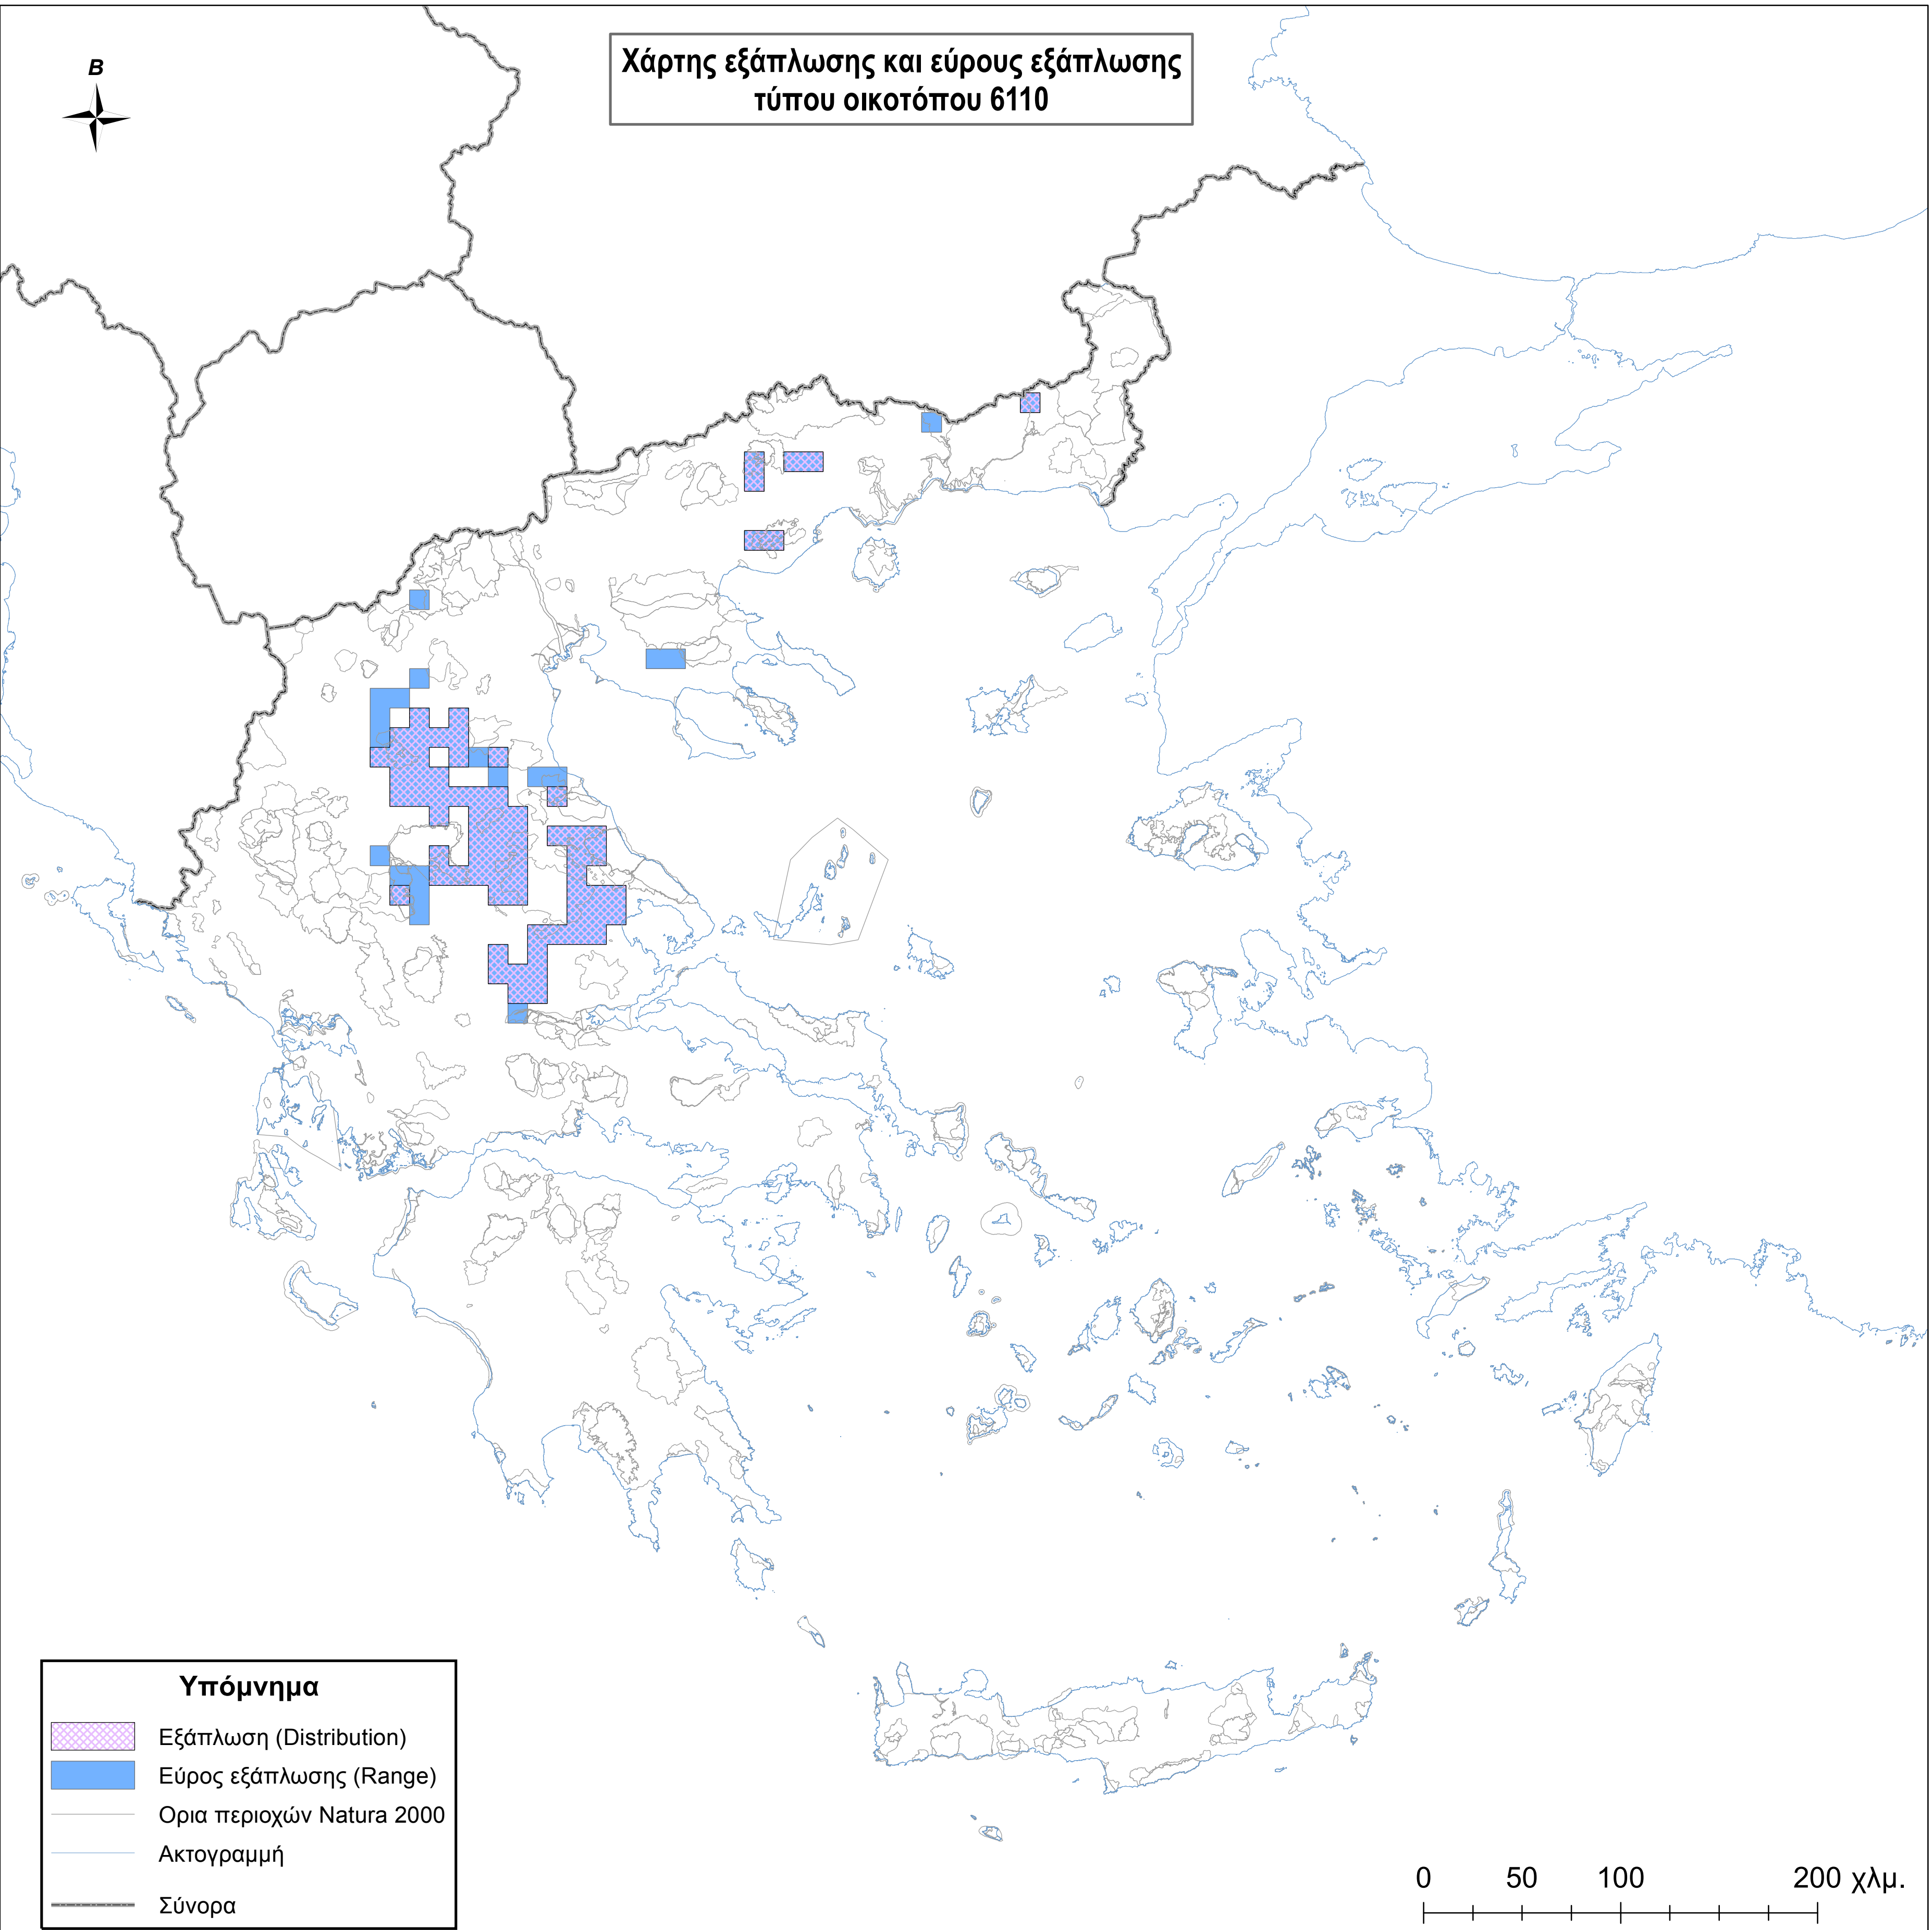 Χάρτης εξάπλωσης και εύρους εξάπλωσης
τύπου οικοτόπου 6110
Β
Υπόμνημα
Εξάπλωση (Distribution)
Εύρος εξάπλωσης (Range)
Ορια περιοχών Natura 2000
Ακτογραμμή
Σύνορα
0 50 100 200 χλμ.